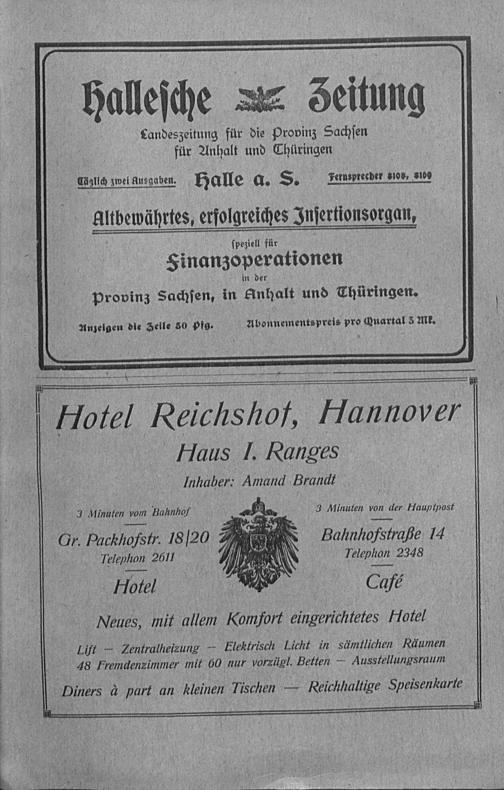 Hallesche Zeitung
Landeszeitung für die Provinz Sachsen
für Anhalt und Thüringen
Täglich zwei Ausgaben. Halle a. S. Fernsprecher 8108, 8109
Altbewährtes, erfolgreiches Insertionsorgan,
speziell für
Finanzoperationen
in der
Provinz Sachsen, in Anhalt und Thüringen.
Anzeigen die Zeile 30 Pfg. Abonnementspreis pro Quartal 3 Mk.
Hotel Reichshof, Hannover
Haus I. Ranges
Inhaber: Amand Brandt
3 Minuten vom Bahnhof
Gr. Packhofstr. 18|20
Telephon 2611
Hotel
3 Minuten von der Hauptpost
Bahnhofstraße 14
Telephon 2348
Café
Neues, mit allem Komfort eingerichtetes Hotel
Lift — Zentralheizung — Elektrisch Licht in sämtlichen Räumen
48 Fremdenzimmer mit 60 nur vorzügl. Betten — Ausstellungsraum
Diners à part an kleinen Tischen — Reichhaltige Speisenkarte